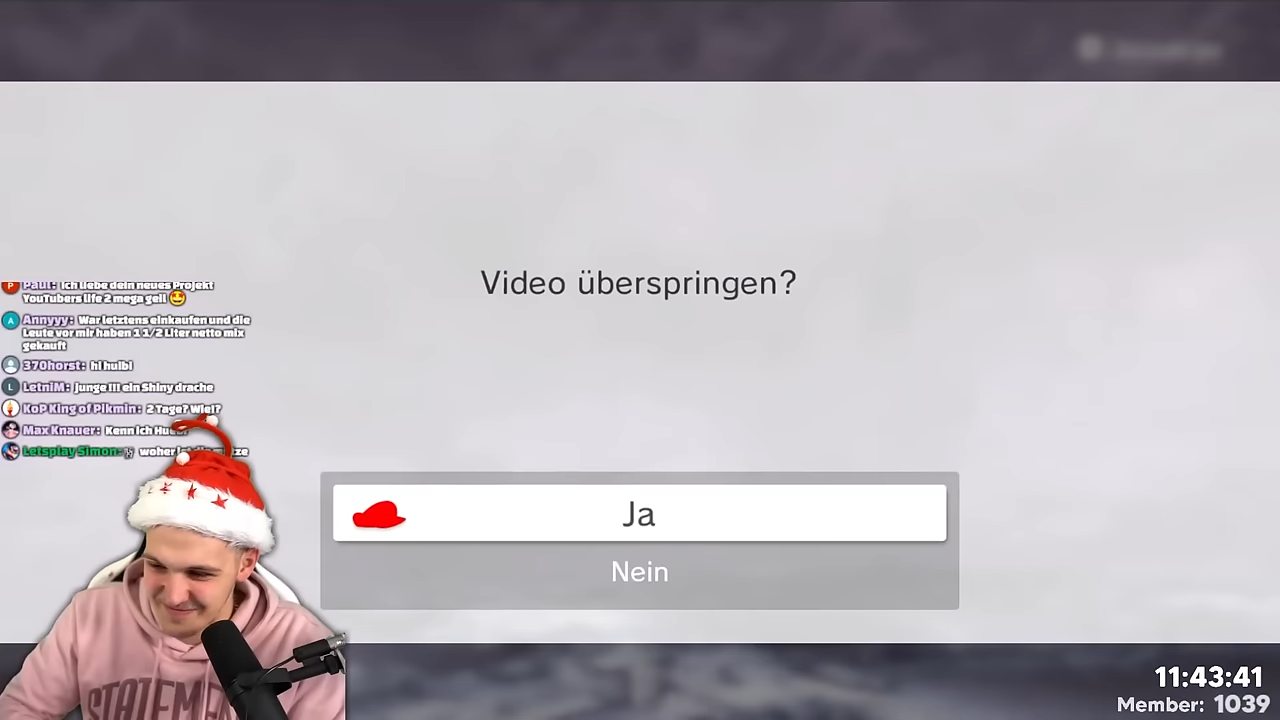 Video überspringen?
Paul: Ich liebe dein neues Projekt
YouTubers life 2 mega geil
Annyyy: War letztens einkaufen und die
Leute vor mir haben 1 1/2 Liter netto mix
gekauft
370horst: hi huibi
LetniM: Junge !!! ein Shiny drache
KoP King of Pikmin: 2 Tage? Wie!?
Max Knauer: Kenn ich
Letsplay Simon: woher
Ja
Nein
STATEMEN
11:43:41
Member: 1039